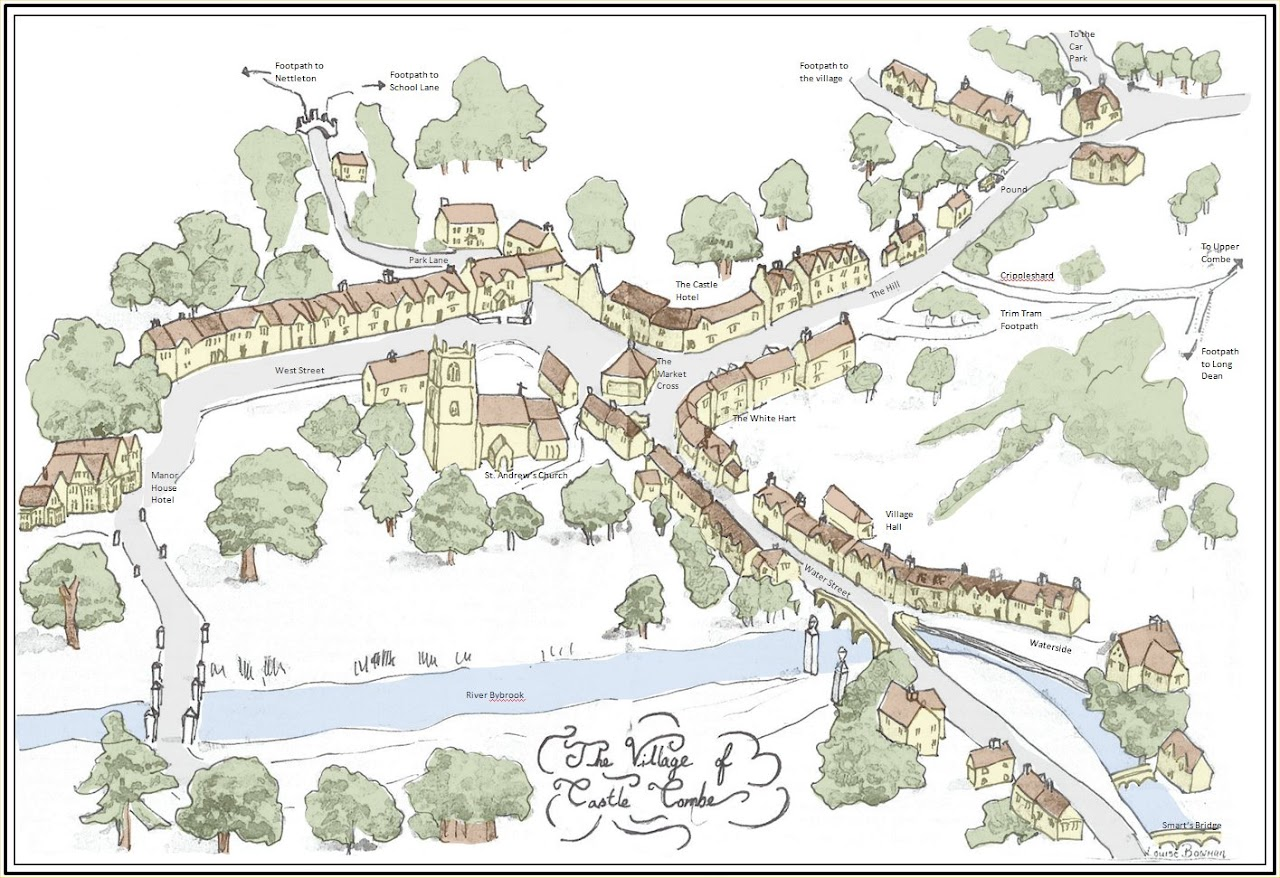 To the
Car
Park
Footpath to
Nettleton
Footpath to
School Lane
Footpath to
the village
Pound
Park Lane
To Upper
Combe
Crippleshard
The Castle
Hotel
The Hill
Trim Tram
Footpath
Footpath
to Long
Dean
West Street
The
Market
Cross
The White Hart
Manor
House
Hotel
St. Andrew's Church
Village
Hall
Water Street
Waterside
River Bybrook
The Village of
Castle Combe
Smart's Bridge
Louise Bowman